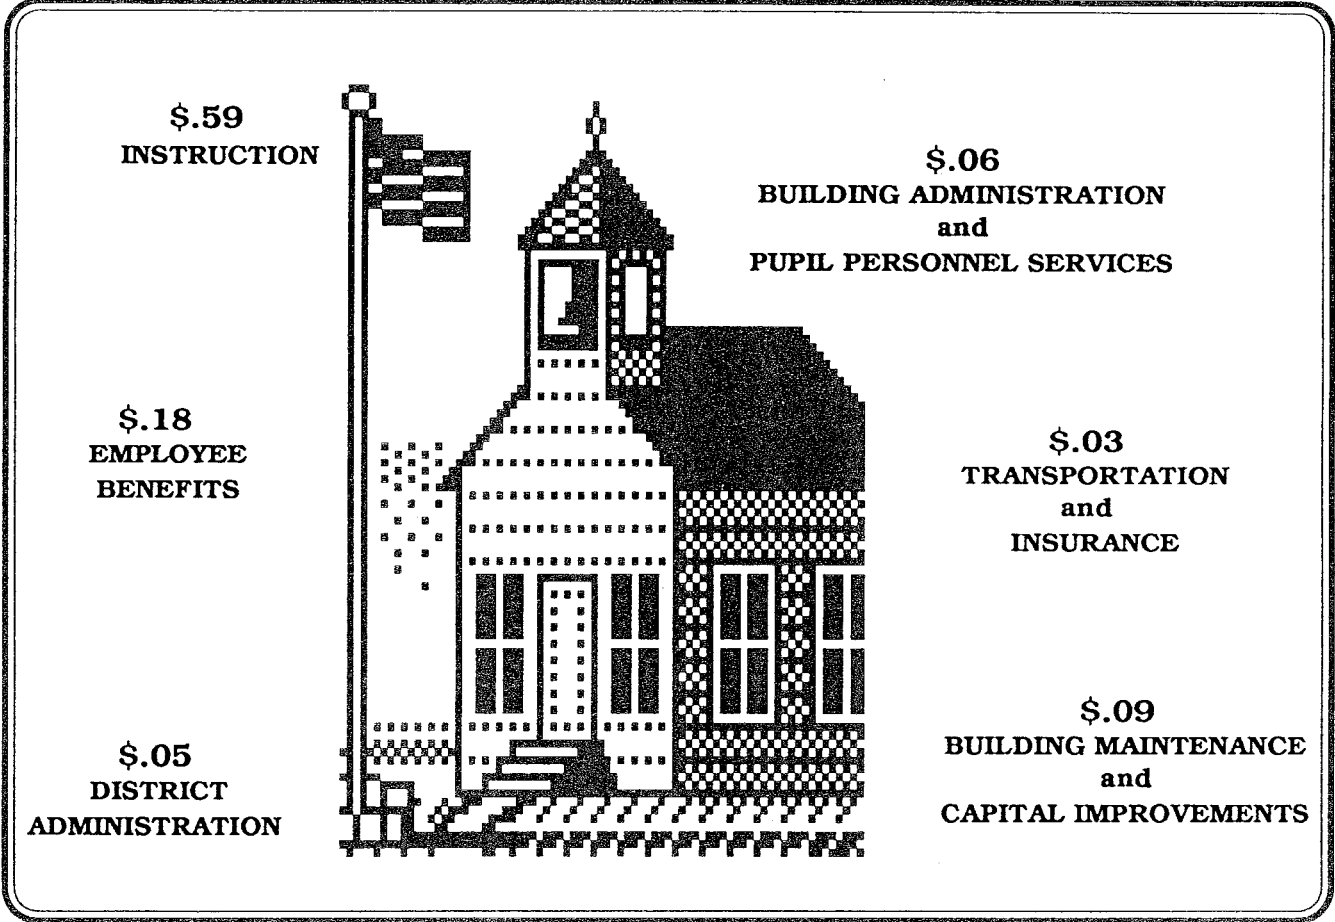 $.59
INSTRUCTION
$.06
BUILDING ADMINISTRATION
and
PUPIL PERSONNEL SERVICES
$.18
EMPLOYEE
BENEFITS
$.03
TRANSPORTATION
and
INSURANCE
$.05
DISTRICT
ADMINISTRATION
$.09
BUILDING MAINTENANCE
and
CAPITAL IMPROVEMENTS